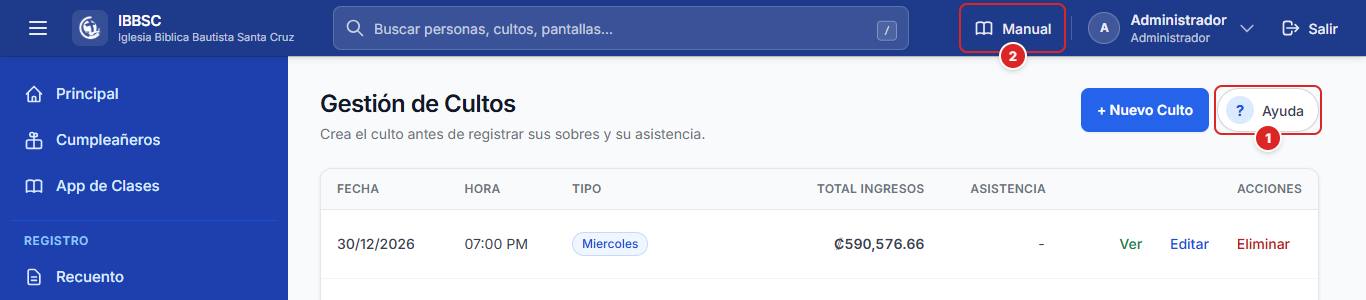 IBBSC
Iglesia Biblica Bautista Santa Cruz
Buscar personas, cultos, pantallas...
/
Manual
2
A
Administrador
Administrador
Salir
Principal
Cumpleañeros
App de Clases
REGISTRO
Recuento
Gestión de Cultos
Crea el culto antes de registrar sus sobres y su asistencia.
+ Nuevo Culto
? Ayuda
1
FECHA HORA TIPO TOTAL INGRESOS ASISTENCIA ACCIONES
30/12/2026 07:00 PM Miercoles ₡590,576.66 - Ver Editar Eliminar